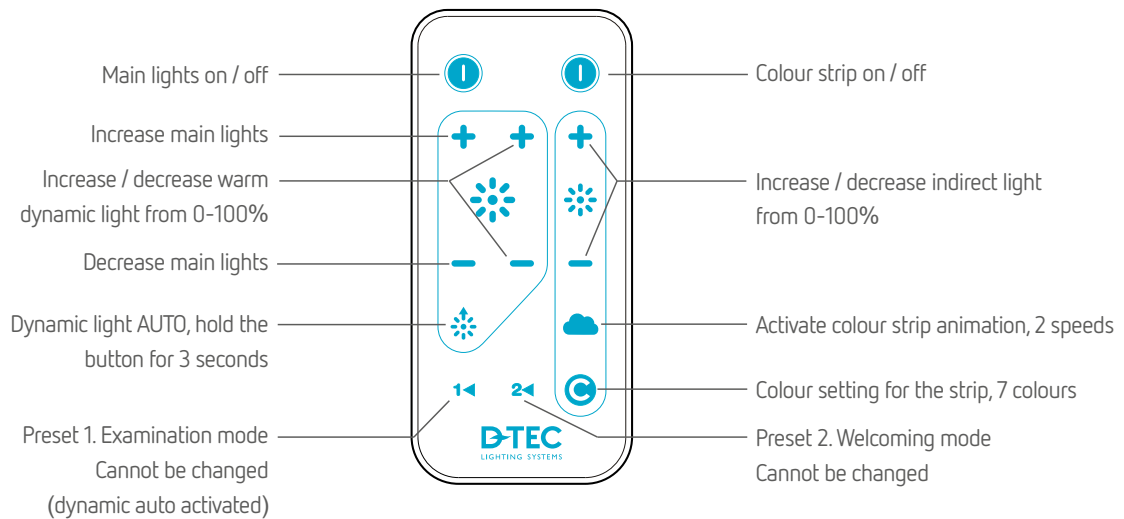 Main lights on / off
Increase main lights
Increase / decrease warm
dynamic light from 0-100%
Decrease main lights
Dynamic light AUTO, hold the
button for 3 seconds
Preset 1. Examination mode
Cannot be changed
(dynamic auto activated)
1
2
D-TEC
LIGHTING SYSTEMS
Colour strip on / off
Increase / decrease indirect light
from 0-100%
Activate colour strip animation, 2 speeds
Colour setting for the strip, 7 colours
Preset 2. Welcoming mode
Cannot be changed